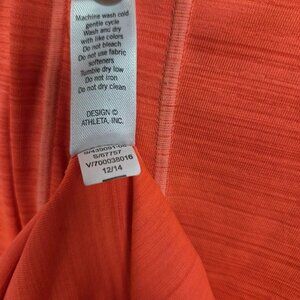 Machine wash cold
gentle cycle
Wash and dry
with like colors
Do not bleach
Do not use fabric
softeners
Tumble dry low
Do not iron
Do not dry clean
DESIGN ©
ATHLETA, INC.
S/67757
V/700038016
12/14